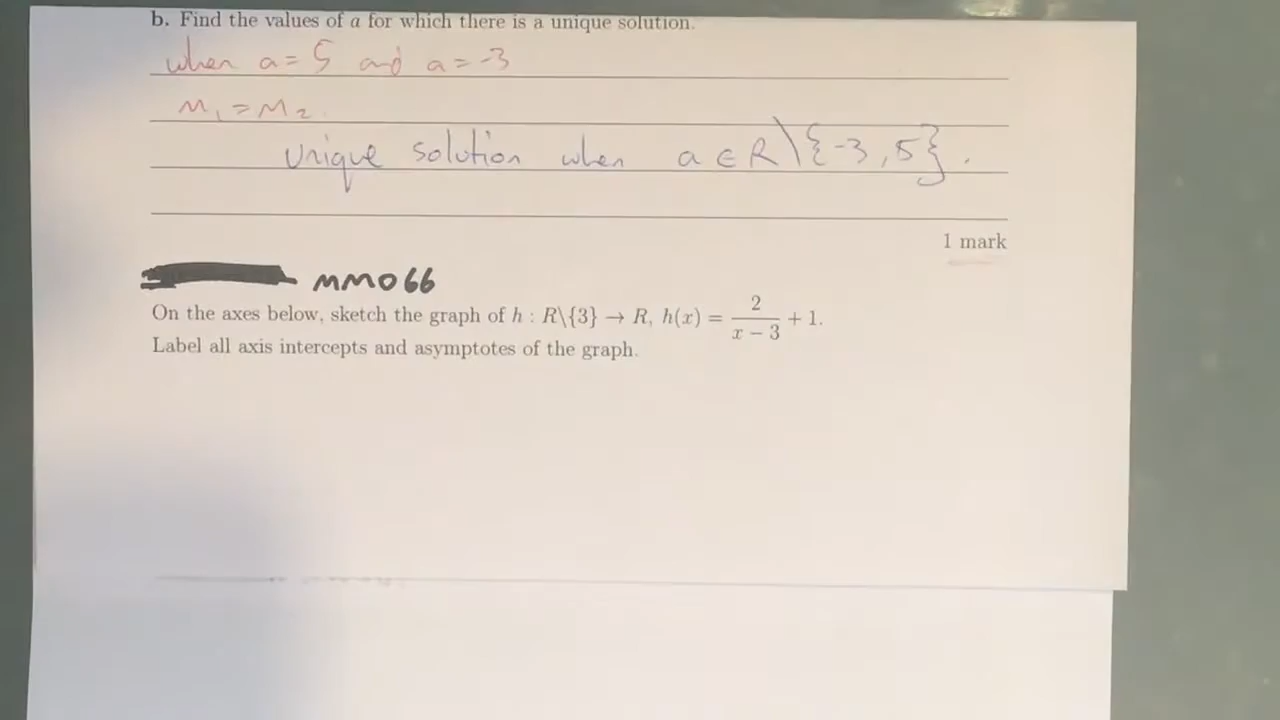 b. Find the values of a for which there is a unique solution.
when a = 5 and a = -3
M₁ = M₂.
Unique solution when a ∈ R\{-3, 5}.
1 mark
MM066
On the axes below, sketch the graph of h : R\{3} → R, h(x) = 2/(x − 3) + 1.
Label all axis intercepts and asymptotes of the graph.